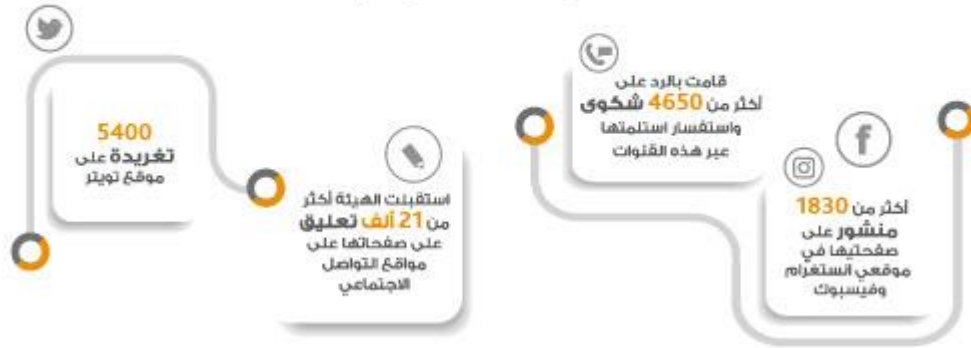 أكثر من 1830
منشور على
صفحتيها في
موقعي انستغرام
وفيسبوك
قامت بالرد على
أكثر من 4650 شكوى
واستفسار استلمتها
عبر هذه القنوات
استقبلت الهيئة أكثر
من 21 ألف تعليق
على صفحاتها على
مواقع التواصل
الاجتماعي
5400
تغريدة على
موقع تويتر